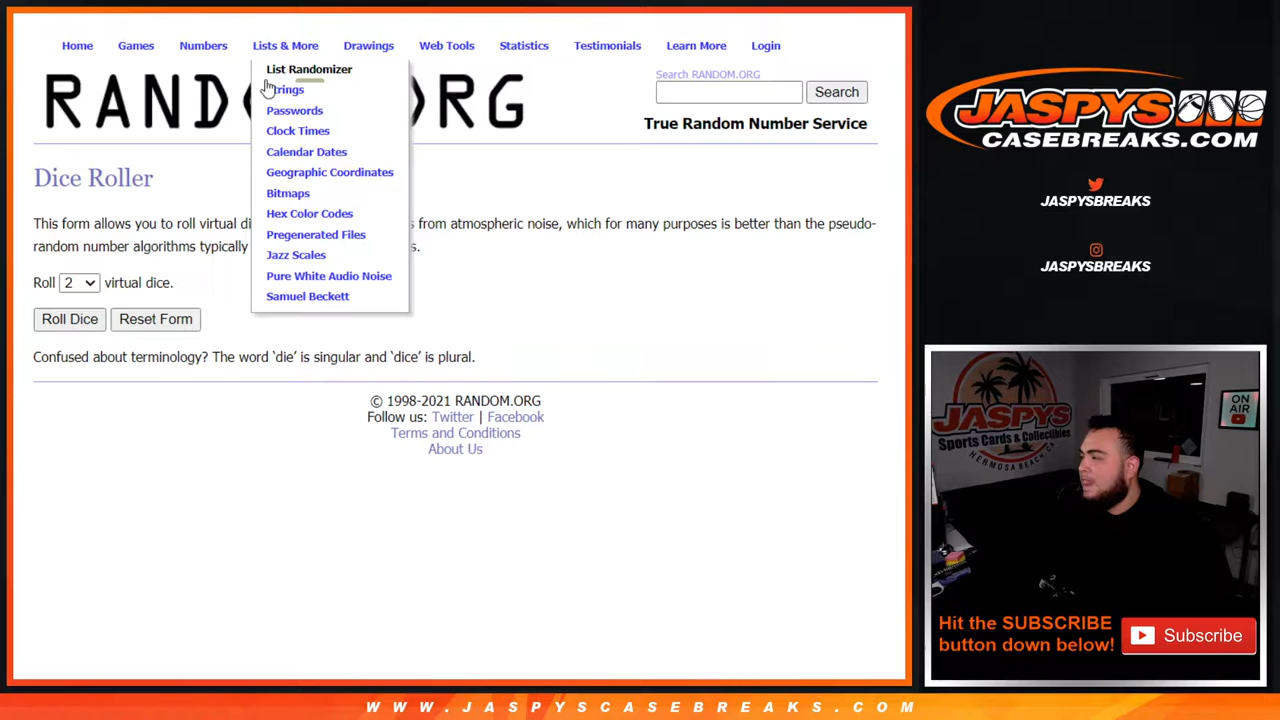 Home Games Numbers Lists & More Drawings Web Tools Statistics Testimonials Learn More Login
List Randomizer
Passwords
Clock Times
Calendar Dates
Geographic Coordinates
Bitmaps
Hex Color Codes
Pregenerated Files
Jazz Scales
Pure White Audio Noise
Samuel Beckett
Search RANDOM.ORG
Search
True Random Number Service
Dice Roller
This form allows you to roll virtual from atmospheric noise, which for many purposes is better than the pseudo-
random number algorithms typically
Roll 2 virtual dice.
Roll Dice Reset Form
Confused about terminology? The word ‘die’ is singular and ‘dice’ is plural.
© 1998-2021 RANDOM.ORG
Follow us: Twitter | Facebook
Terms and Conditions
About Us
JASPYS
CASEBREAKS.COM
JASPYSBREAKS
JASPYSBREAKS
JASPYS
Sports Cards & Collectibles
HERMOSA BEACH CA
ON
AIR
Hit the SUBSCRIBE
button down below!
Subscribe
WWW.JASPYSCASEBREAKS.COM